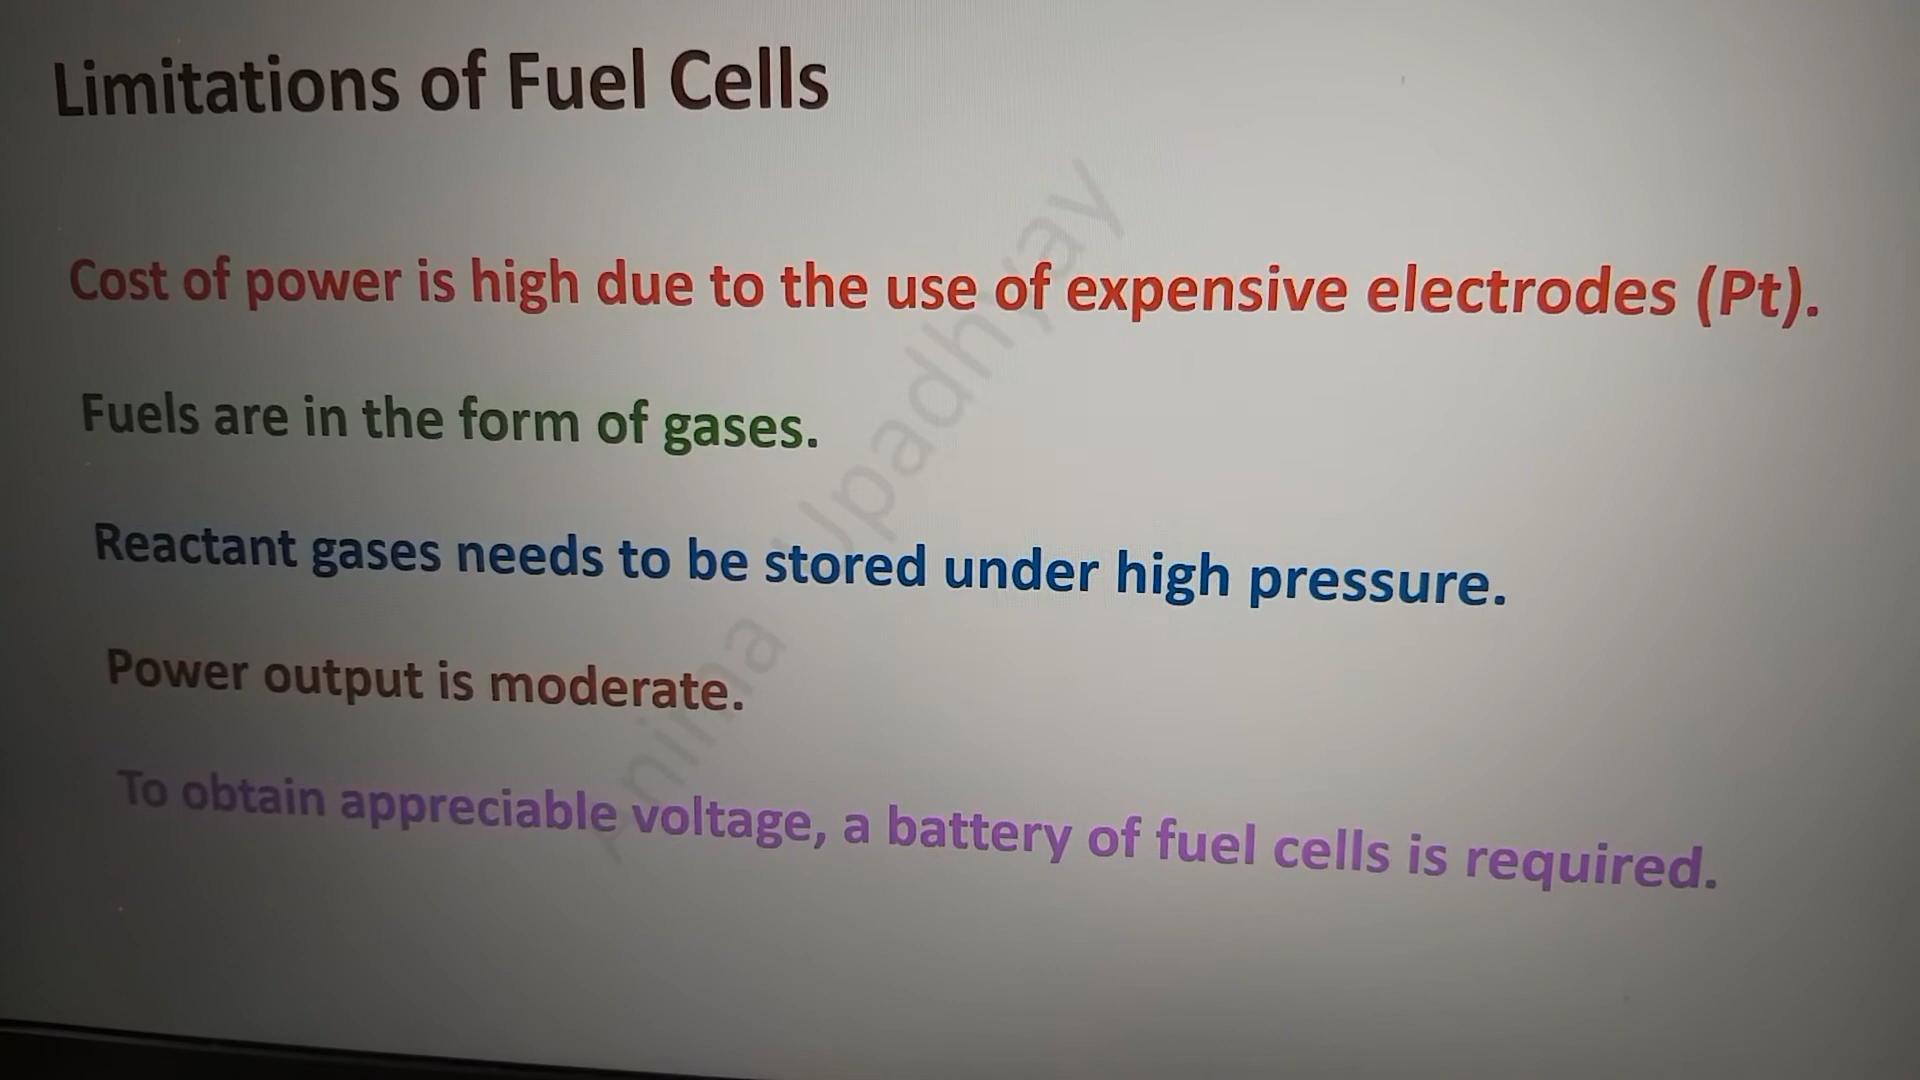 Limitations of Fuel Cells
Cost of power is high due to the use of expensive electrodes (Pt).
Fuels are in the form of gases.
Reactant gases needs to be stored under high pressure.
Power output is moderate.
To obtain appreciable voltage, a battery of fuel cells is required.
Anima Upadhyay